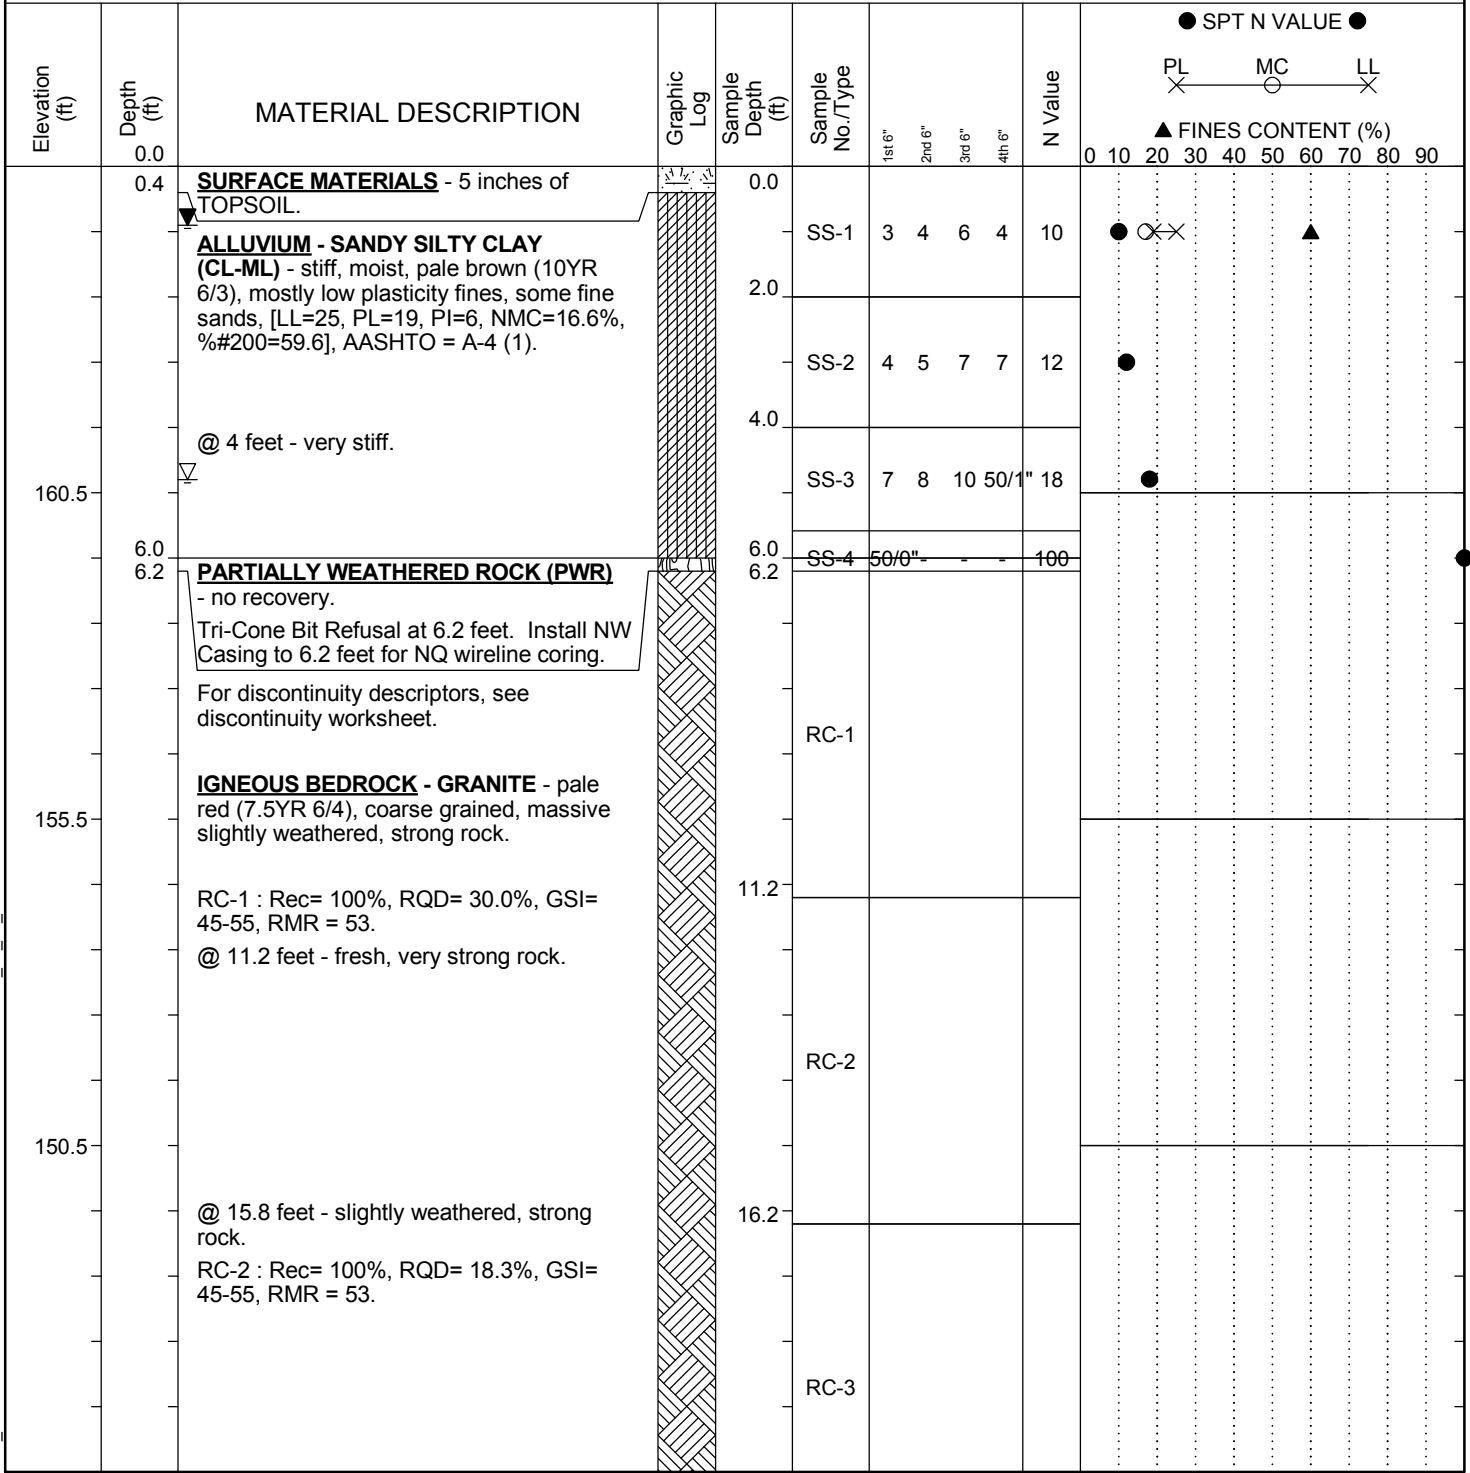 Elevation
(ft)
Depth
(ft)
0.0
MATERIAL DESCRIPTION
Graphic
Log
Sample
Depth
(ft)
Sample
No./Type
1st 6"
2nd 6"
3rd 6"
4th 6"
N Value
● SPT N VALUE ●
PL MC LL
▲ FINES CONTENT (%)
0 10 20 30 40 50 60 70 80 90
0.4
SURFACE MATERIALS - 5 inches of
TOPSOIL.
0.0
ALLUVIUM - SANDY SILTY CLAY
(CL-ML) - stiff, moist, pale brown (10YR
6/3), mostly low plasticity fines, some fine
sands, [LL=25, PL=19, PI=6, NMC=16.6%,
%#200=59.6], AASHTO = A-4 (1).
SS-1 3 4 6 4 10
2.0
SS-2 4 5 7 7 12
4.0
@ 4 feet - very stiff.
160.5
SS-3 7 8 10 50/1" 18
6.0
6.0
SS-4 50/0" - - - 100
6.2
6.2
PARTIALLY WEATHERED ROCK (PWR)
- no recovery.
Tri-Cone Bit Refusal at 6.2 feet. Install NW
Casing to 6.2 feet for NQ wireline coring.
For discontinuity descriptors, see
discontinuity worksheet.
RC-1
IGNEOUS BEDROCK - GRANITE - pale
red (7.5YR 6/4), coarse grained, massive
slightly weathered, strong rock.
155.5
11.2
RC-1 : Rec= 100%, RQD= 30.0%, GSI=
45-55, RMR = 53.
@ 11.2 feet - fresh, very strong rock.
RC-2
150.5
@ 15.8 feet - slightly weathered, strong
rock.
16.2
RC-2 : Rec= 100%, RQD= 18.3%, GSI=
45-55, RMR = 53.
RC-3